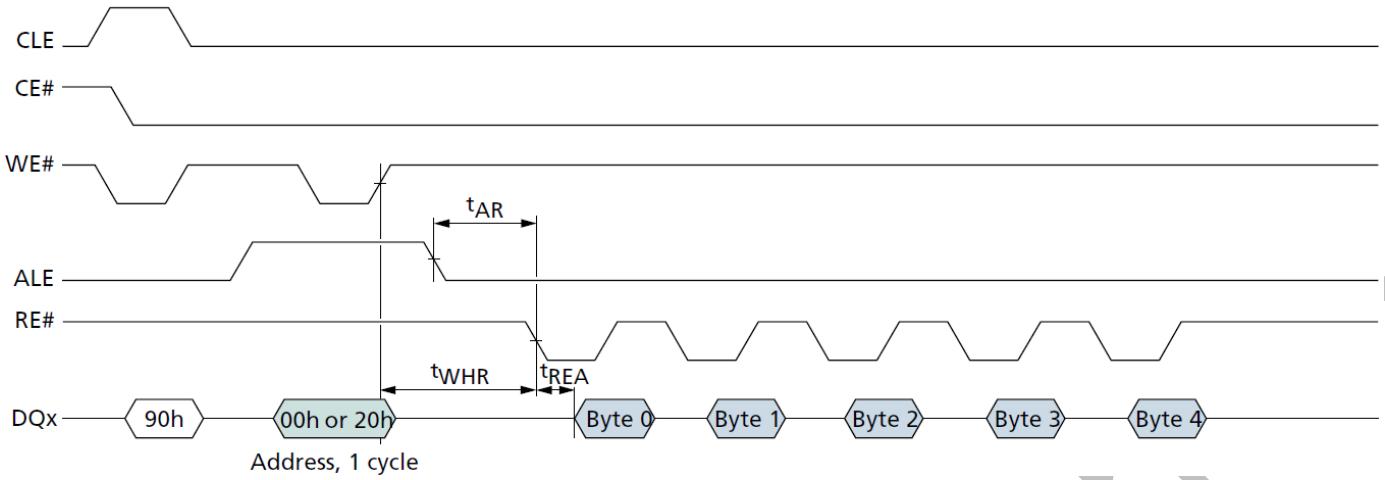 CLE
CE#
WE#
tAR
ALE
RE#
tWHR tREA
DQx 90h 00h or 20h Byte 0 Byte 1 Byte 2 Byte 3 Byte 4
Address, 1 cycle